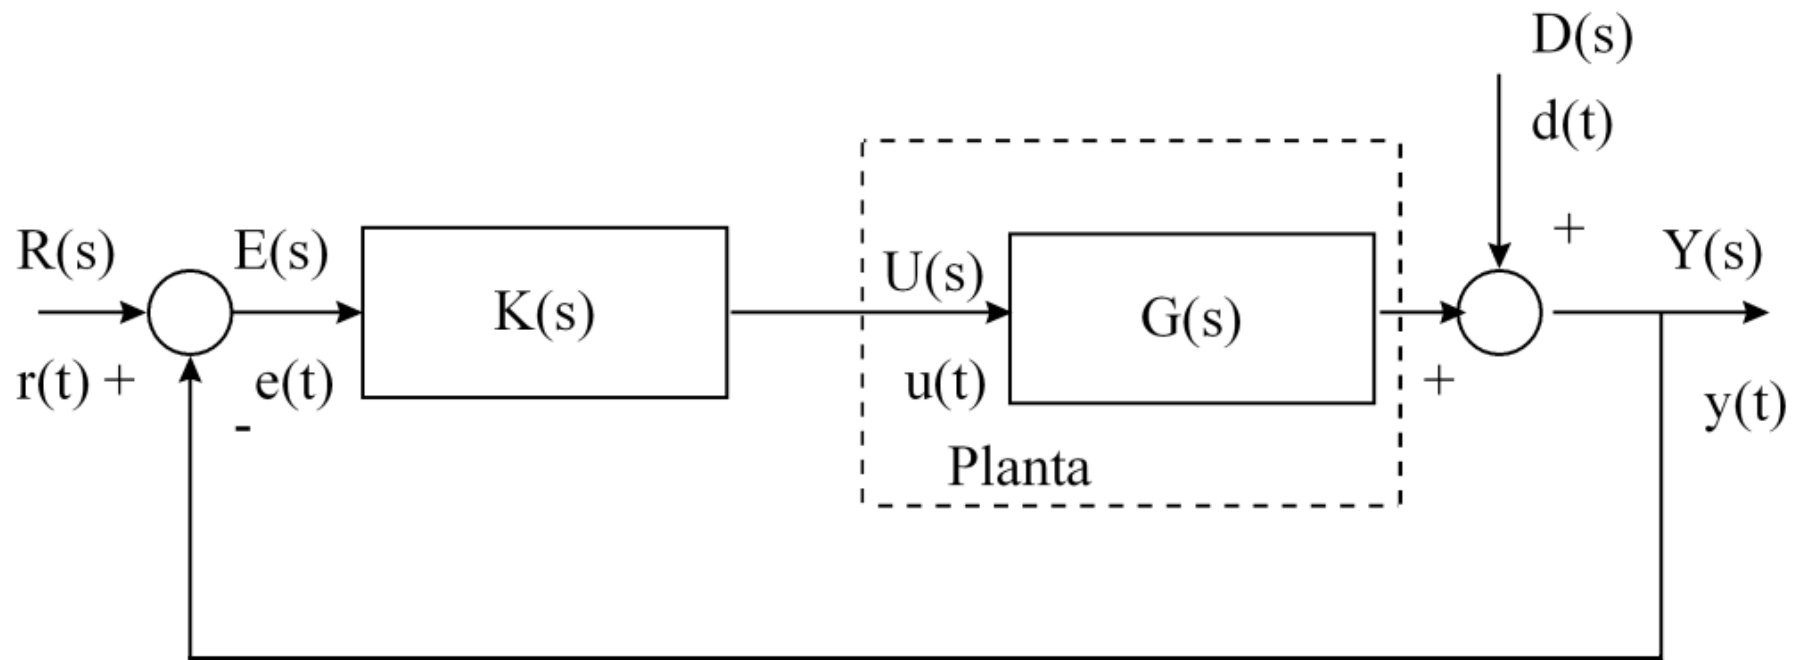 D(s)
d(t)
+
R(s)
E(s)
K(s)
U(s)
G(s)
Y(s)
r(t) +
e(t)
-
u(t)
+
y(t)
Planta